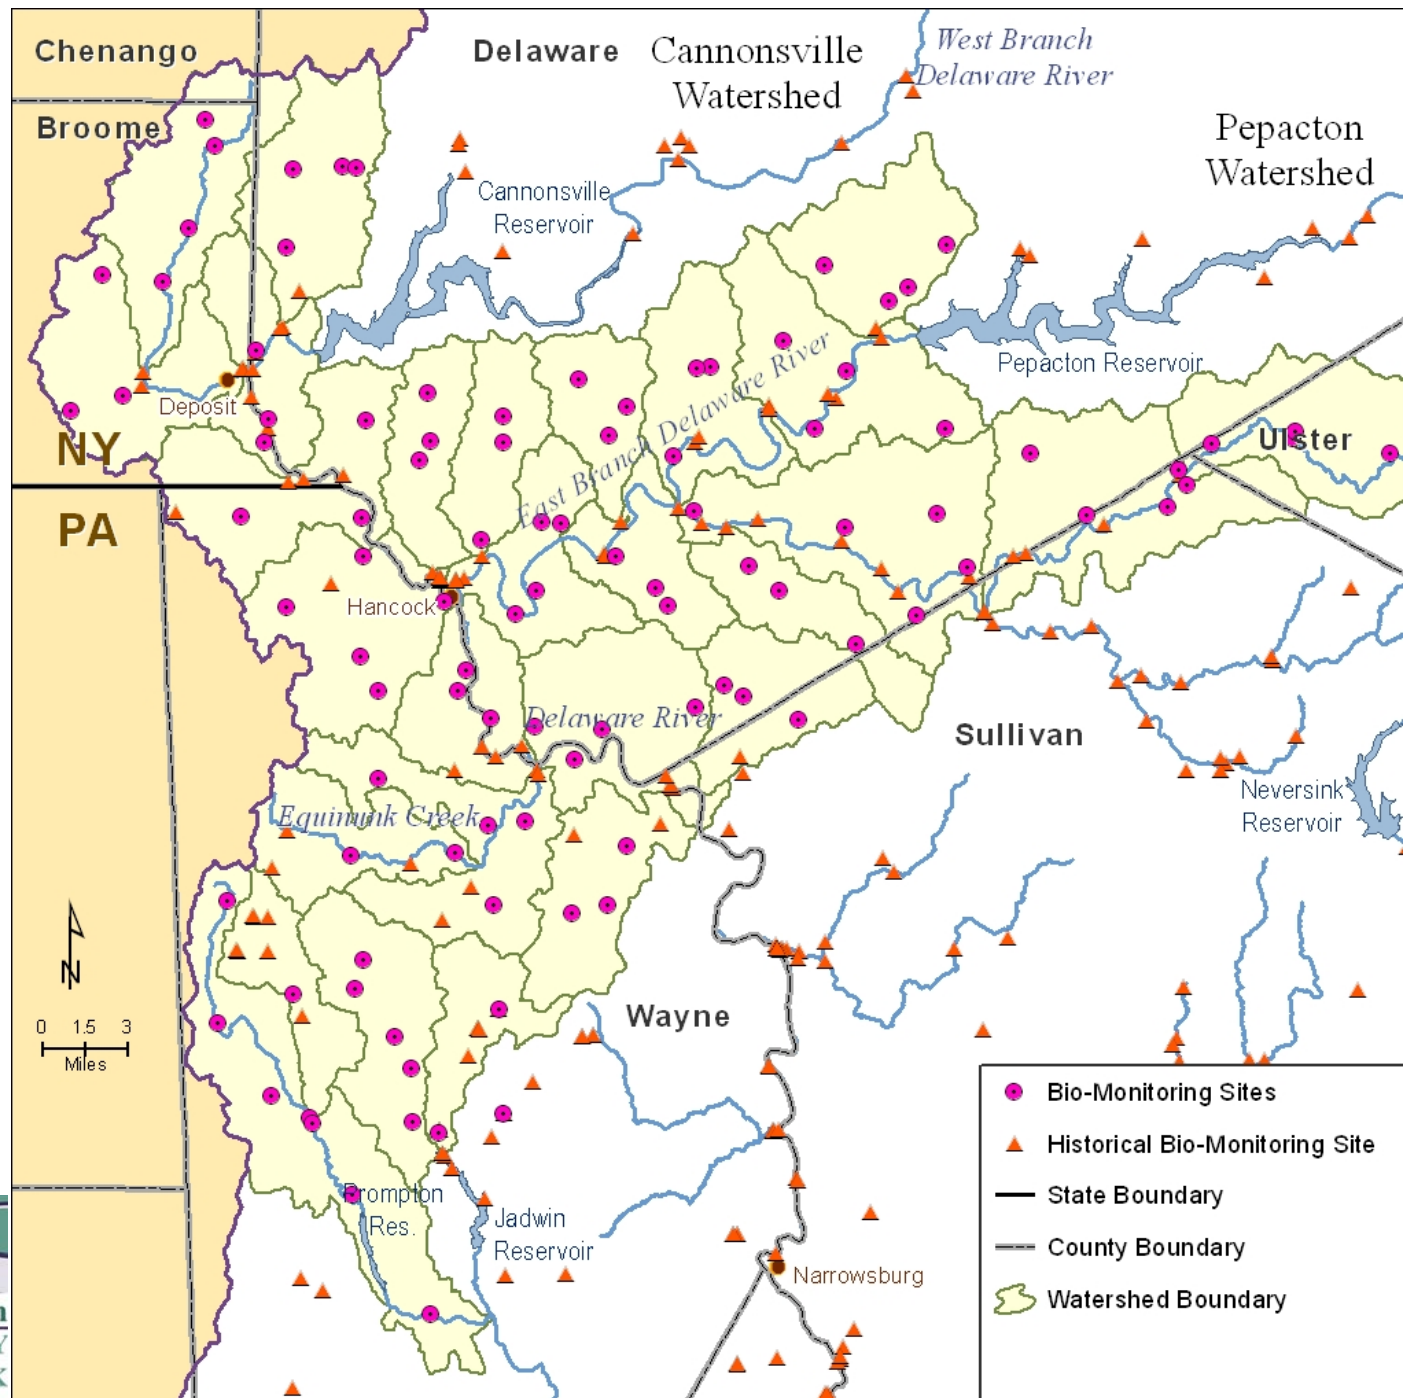 Chenango
Delaware
Cannonsville
Watershed
West Branch
Delaware River
Broome
Pepacton
Watershed
Cannonsville
Reservoir
Pepacton Reservoir
East Branch Delaware River
Deposit
NY
Ulster
PA
Hancock
Delaware River
Sullivan
Equinunk Creek
Neversink
Reservoir
N
0 1.5 3
Miles
Wayne
Prompton
Res.
Jadwin
Reservoir
Narrowsburg
Bio-Monitoring Sites
Historical Bio-Monitoring Site
State Boundary
County Boundary
Watershed Boundary